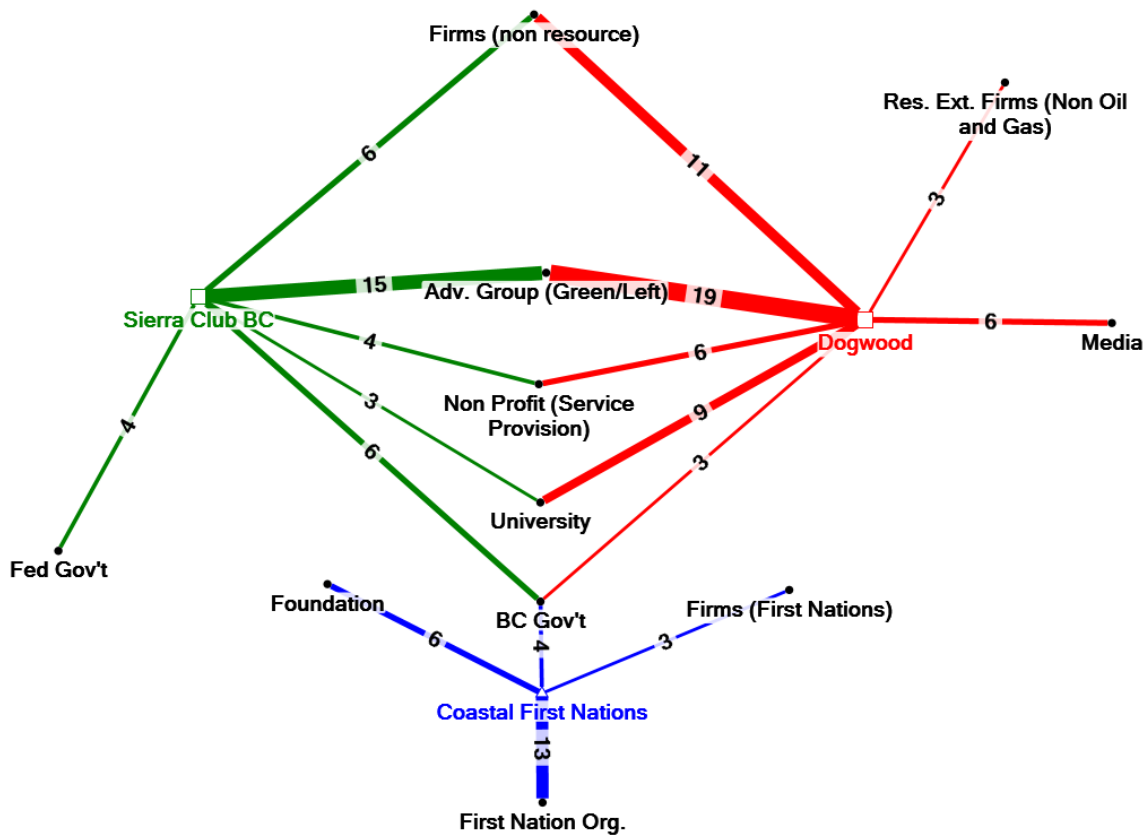 Firms (non resource)
Res. Ext. Firms (Non Oil
and Gas)
6
11
3
15
Adv. Group (Green/Left)
19
Sierra Club BC
Dogwood
6
Media
4
6
Non Profit (Service
Provision)
3
9
4
6
3
University
Fed Gov't
Foundation
BC Gov't
Firms (First Nations)
6
4
3
Coastal First Nations
13
First Nation Org.